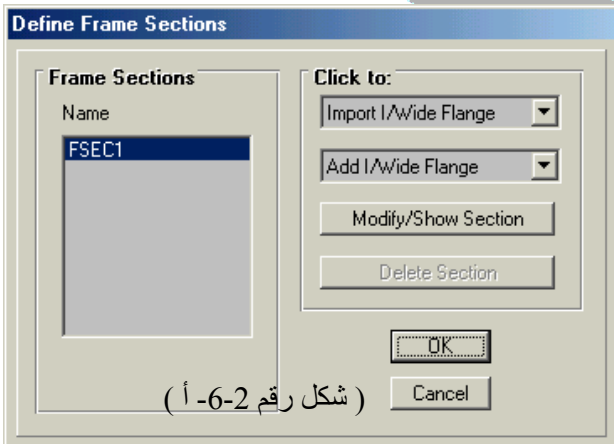 Define Frame Sections
Frame Sections
Name
FSEC1
Click to:
Import I/Wide Flange
Add I/Wide Flange
Modify/Show Section
Delete Section
OK
Cancel
( شكل رقم 2-6- أ )